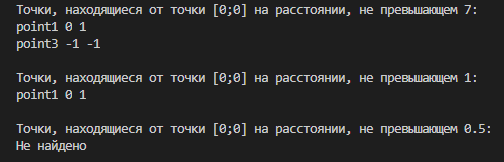 Точки, находящиеся от точки [0;0] на расстоянии, не превышающем 7:
point1 0 1
point3 -1 -1
Точки, находящиеся от точки [0;0] на расстоянии, не превышающем 1:
point1 0 1
Точки, находящиеся от точки [0;0] на расстоянии, не превышающем 0.5:
Не найдено